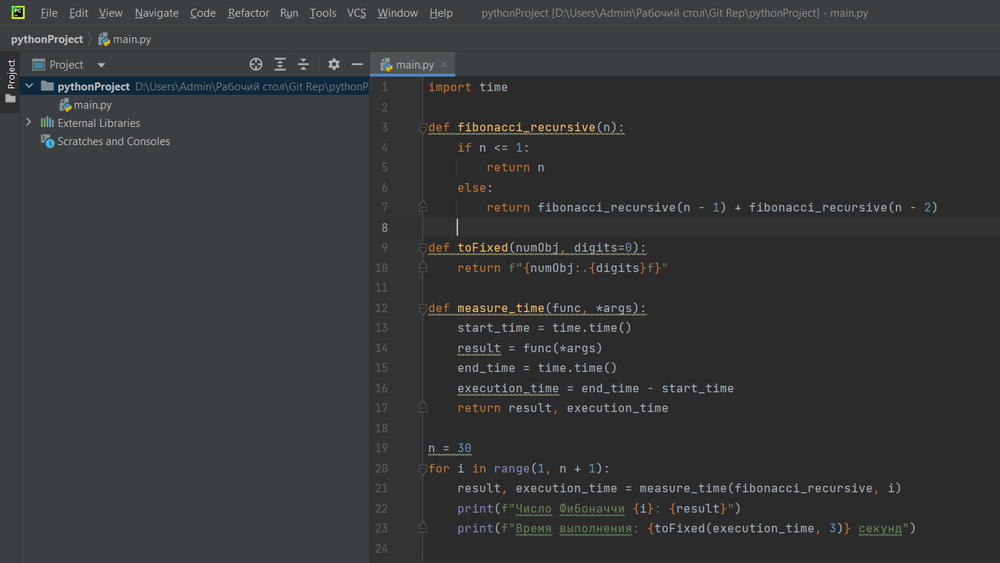 PC
File Edit View Navigate Code Refactor Run Tools VCS Window Help pythonProject [D:\Users\Admin\Рабочий стол\Git Rep\pythonProject] - main.py
pythonProject main.py
Project
Project
pythonProject D:\Users\Admin\Рабочий стол\Git Rep\pythonP
main.py
External Libraries
Scratches and Consoles
main.py
1 import time
2
3 def fibonacci_recursive(n):
4     if n <= 1:
5         return n
6     else:
7         return fibonacci_recursive(n - 1) + fibonacci_recursive(n - 2)
8
9 def toFixed(numObj, digits=0):
10     return f"{numObj:.{digits}f}"
11
12 def measure_time(func, *args):
13     start_time = time.time()
14     result = func(*args)
15     end_time = time.time()
16     execution_time = end_time - start_time
17     return result, execution_time
18
19 n = 30
20 for i in range(1, n + 1):
21     result, execution_time = measure_time(fibonacci_recursive, i)
22     print(f"Число Фибоначчи {i}: {result}")
23     print(f"Время выполнения: {toFixed(execution_time, 3)} секунд")
24